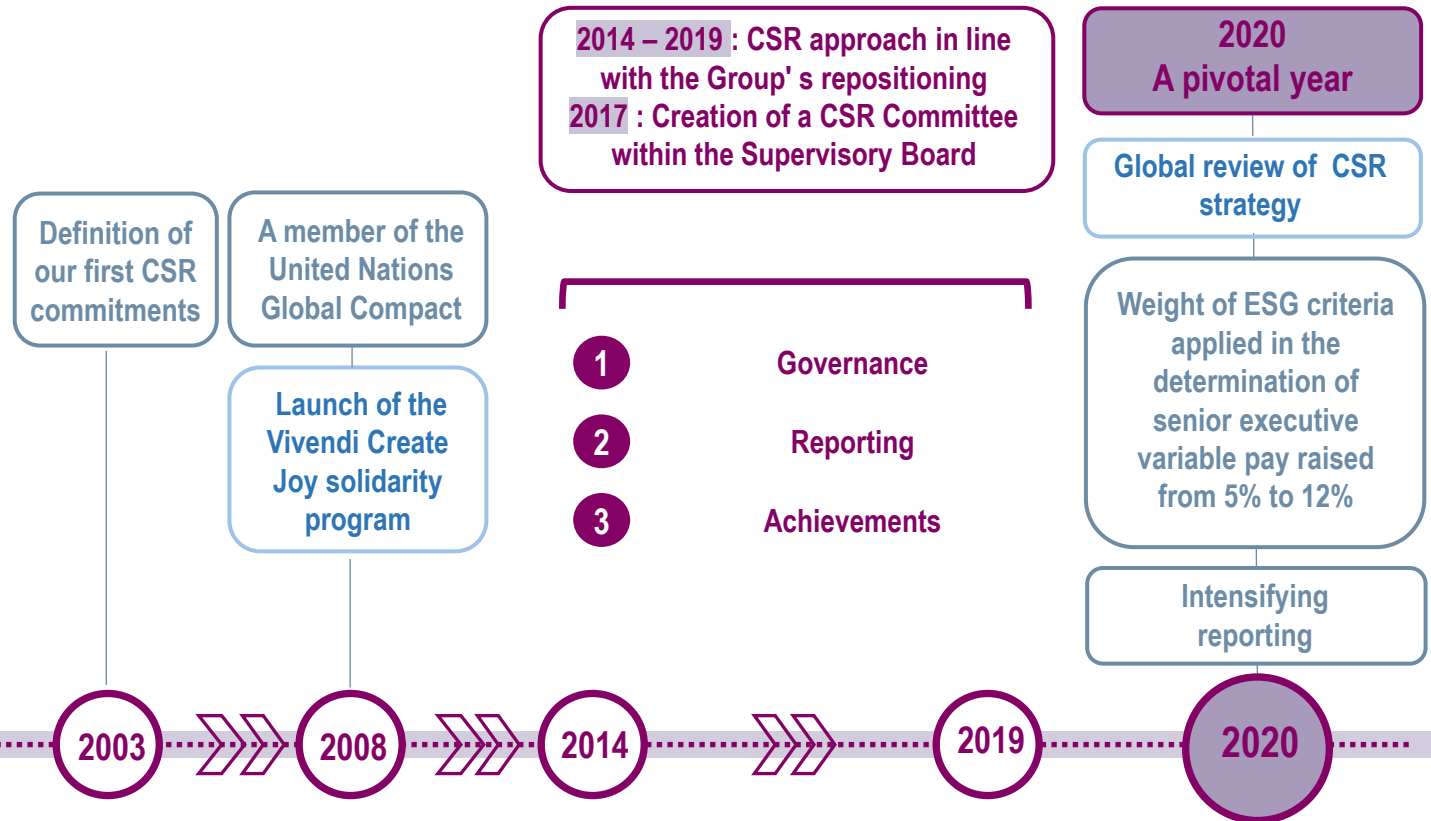 Definition of
our first CSR
commitments
A member of the
United Nations
Global Compact
Launch of the
Vivendi Create
Joy solidarity
program
2014 – 2019 : CSR approach in line
with the Group' s repositioning
2017 : Creation of a CSR Committee
within the Supervisory Board
1 Governance
2 Reporting
3 Achievements
2020
A pivotal year
Global review of CSR
strategy
Weight of ESG criteria
applied in the
determination of
senior executive
variable pay raised
from 5% to 12%
Intensifying
reporting
2003 2008 2014 2019 2020